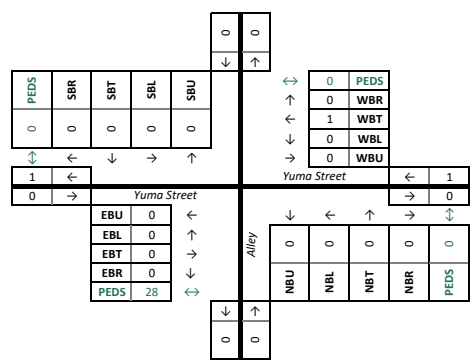 0 0
↓ ↑
PEDS SBR SBT SBL SBU
0 0 0 0 0
↕ ← ↓ → ↑
↔ 0 PEDS
↑ 0 WBR
← 1 WBT
↓ 0 WBL
→ 0 WBU
1 ←
Yuma Street
← 1
0 →
Yuma Street
→ 0
EBU 0 ←
EBL 0 ↑
EBT 0 →
EBR 0 ↓
PEDS 28 ↔
Alley
↓ ← ↑ → ↕
0 0 0 0 0
NBU NBL NBT NBR PEDS
↓ ↑
0 0